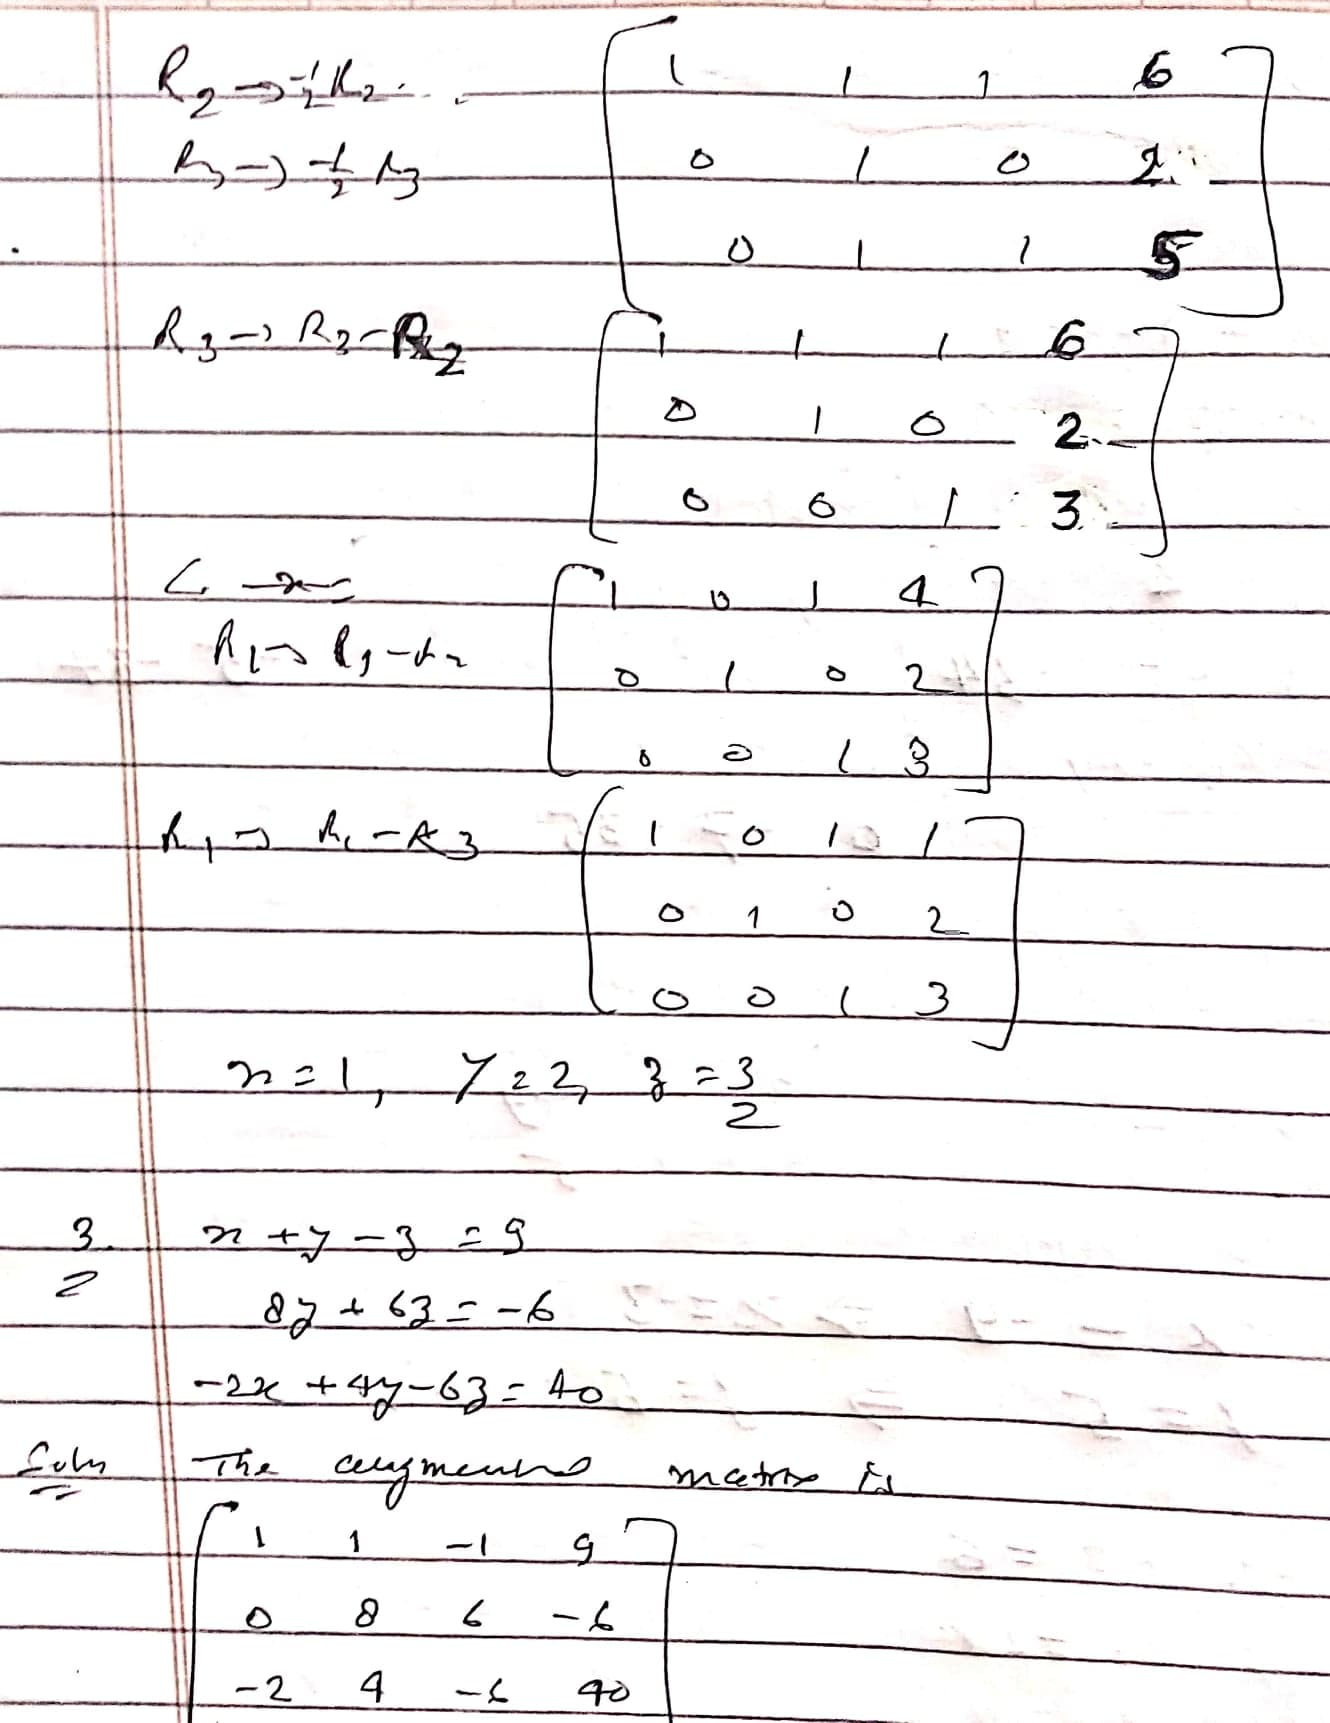 R₂ → -½ R₂ 1 1 1 6
R₃ → -½ R₃ 0 1 0 2
0 1 1 5
R₃ → R₃ - R₂ 1 1 1 6
0 1 0 2
0 0 1 3
1 0 1 4
R₁ → R₁ - R₂
0 1 0 2
0 0 1 3
R₁ → R₁ - R₃ 1 0 1 1
0 1 0 2
0 0 1 3
x = 1, y = 2, z = 3
2
3. x + y - z = 9
8y + 6z = -6
-2x + 4y - 6z = 40
Soln The augmented matrix is
1 1 -1 9
0 8 6 -6
-2 4 -6 40